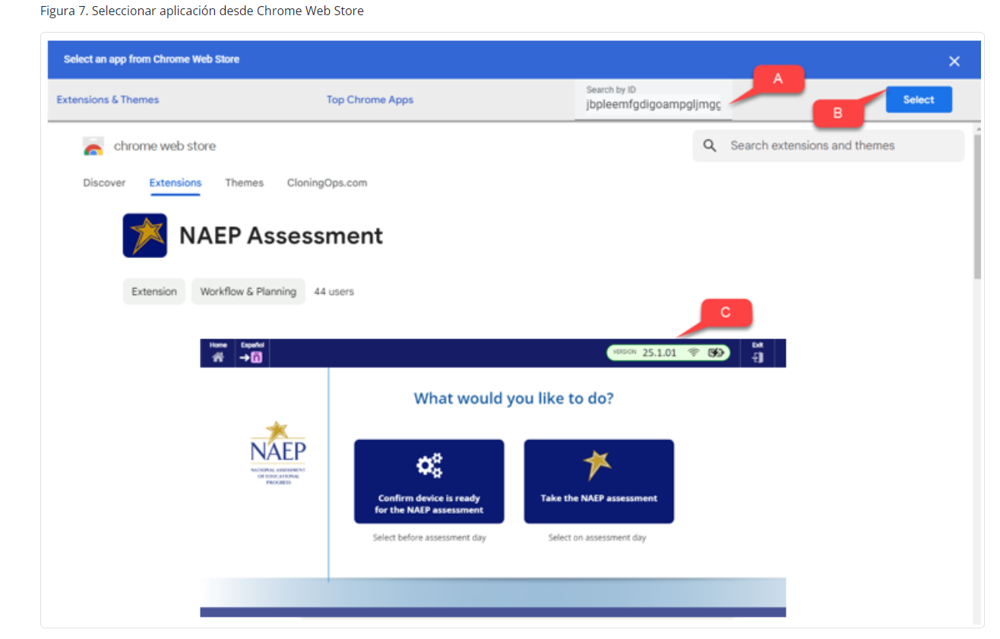 Figura 7. Seleccionar aplicación desde Chrome Web Store
Select an app from Chrome Web Store
A
Extensions & Themes
Top Chrome Apps
Search by ID
jbpleemfgdigoampgljmgg
B
Select
chrome web store
Search extensions and themes
Discover
Extensions
Themes
CloningOps.com
NAEP Assessment
Extension
Workflow & Planning
44 users
C
Home
Español
VERSION 25.1.01
Exit
What would you like to do?
NAEP
NATIONAL ASSESSMENT
OF EDUCATIONAL
PROGRESS
Confirm device is ready
for the NAEP assessment
Take the NAEP assessment
Select before assessment day
Select on assessment day